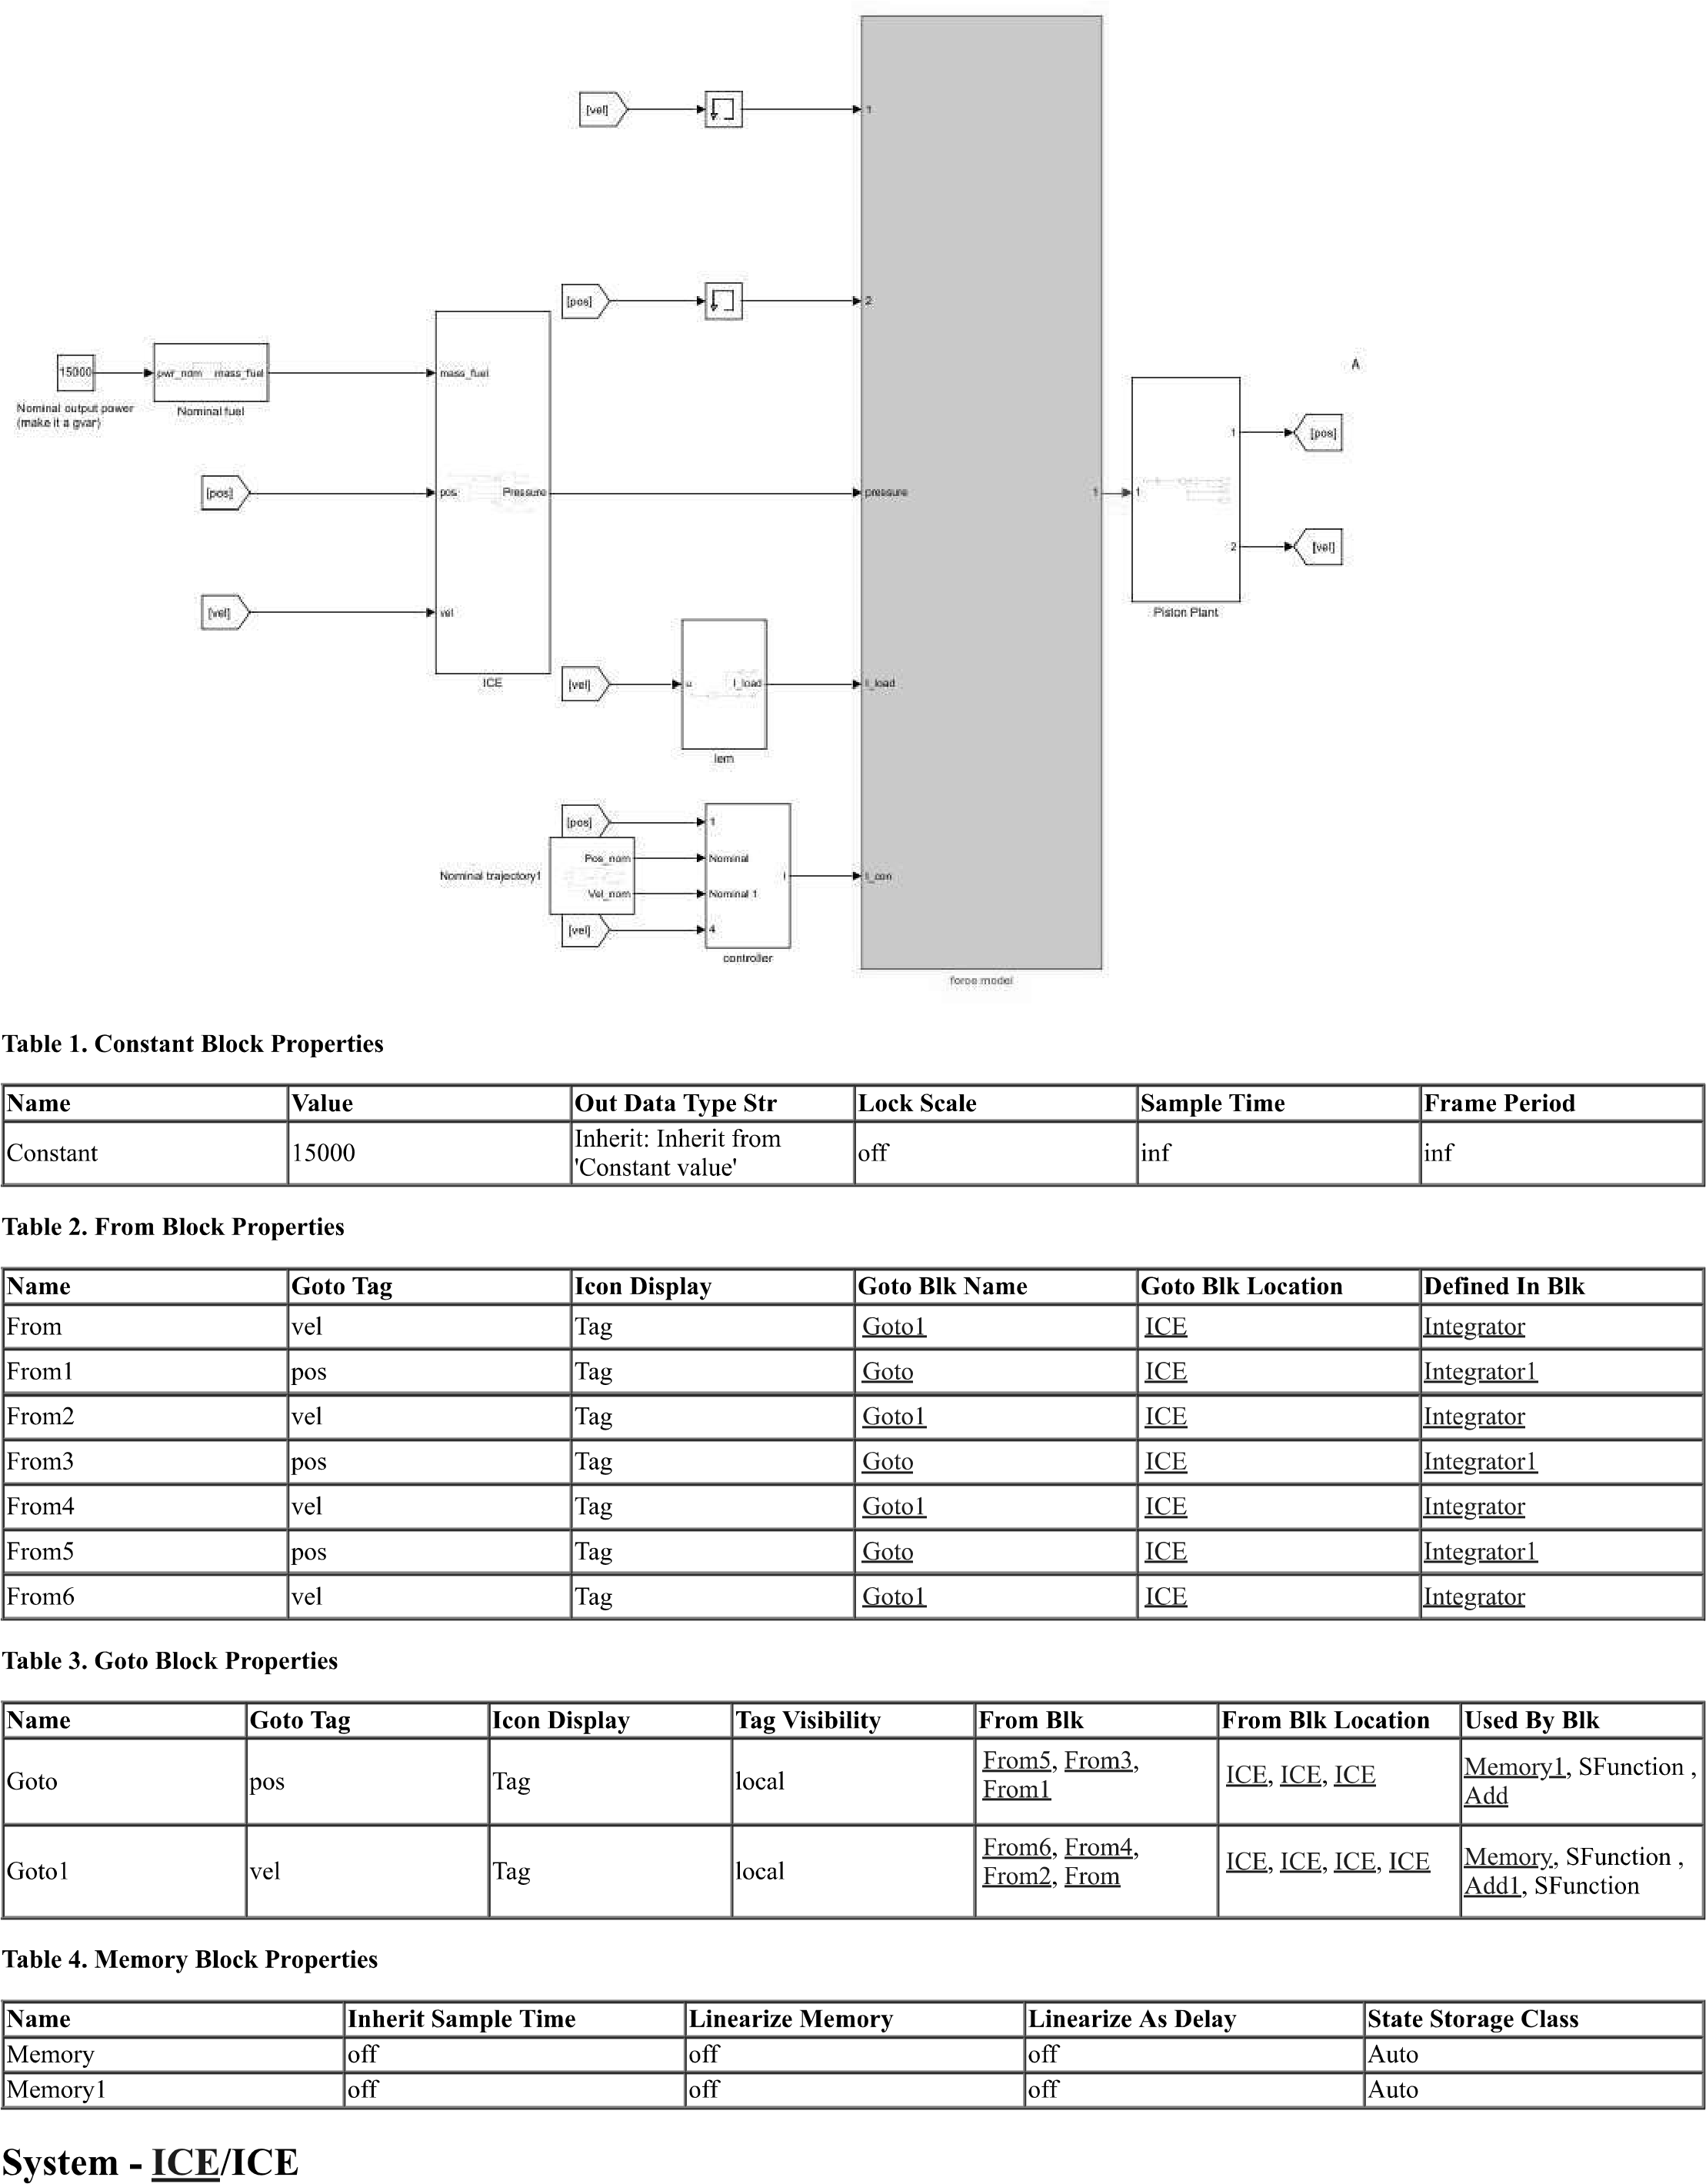 [vel]
1
[pos]
2
15000
pwr_nom mass_fuel
mass_fuel
A
Nominal output power
(make it a gvar)
Nominal fuel
1
[pos]
[pos]
pos
Pressure
pressure
1
1
[vel]
vel
2
[vel]
Piston Plant
ICE
[vel]
u
I_load
I_load
lem
[pos]
1
Pos_nom
Nominal
Nominal trajectory1
I
I_con
Vel_nom
Nominal 1
[vel]
4
controller
force model
Table 1. Constant Block Properties
Name Value Out Data Type Str Lock Scale Sample Time Frame Period
Constant 15000 Inherit: Inherit from 'Constant value' off inf inf
Table 2. From Block Properties
Name Goto Tag Icon Display Goto Blk Name Goto Blk Location Defined In Blk
From vel Tag Goto1 ICE Integrator
From1 pos Tag Goto ICE Integrator1
From2 vel Tag Goto1 ICE Integrator
From3 pos Tag Goto ICE Integrator1
From4 vel Tag Goto1 ICE Integrator
From5 pos Tag Goto ICE Integrator1
From6 vel Tag Goto1 ICE Integrator
Table 3. Goto Block Properties
Name Goto Tag Icon Display Tag Visibility From Blk From Blk Location Used By Blk
Goto pos Tag local From5, From3, From1 ICE, ICE, ICE Memory1, SFunction , Add
Goto1 vel Tag local From6, From4, From2, From ICE, ICE, ICE, ICE Memory, SFunction , Add1, SFunction
Table 4. Memory Block Properties
Name Inherit Sample Time Linearize Memory Linearize As Delay State Storage Class
Memory off off off Auto
Memory1 off off off Auto
System - ICE/ICE